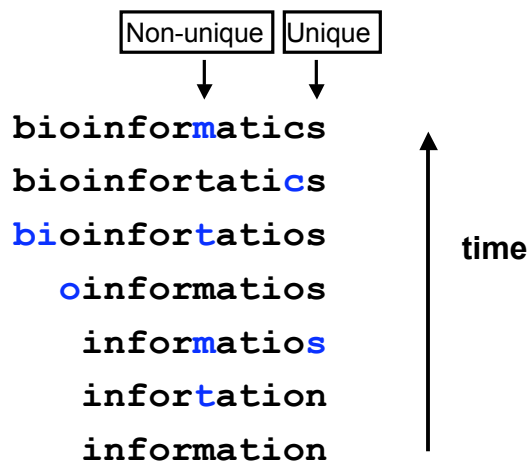 Non-unique Unique
bioinformatics
bioinfortatics
bioinfortatios
oinformatios
informatios
infortation
information
time